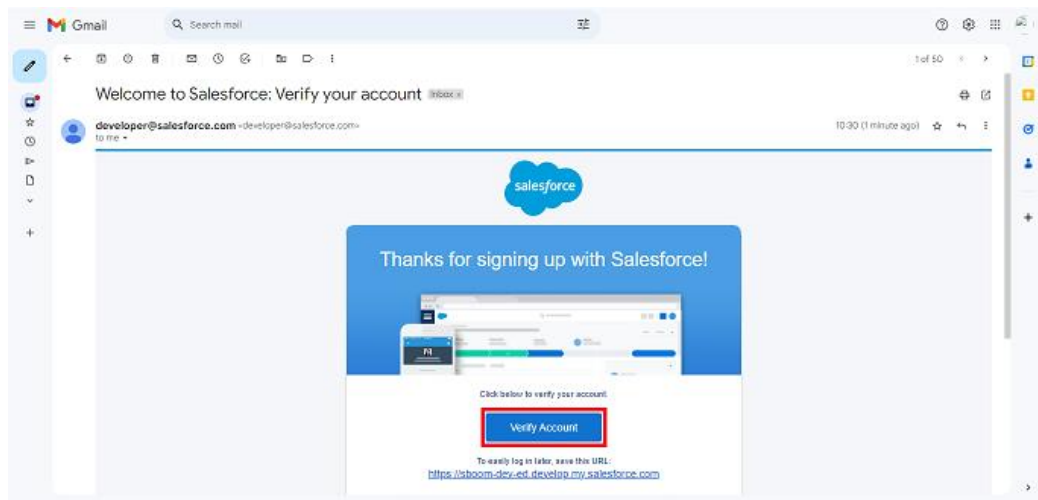 Gmail
Search mail
1 of 50
Welcome to Salesforce: Verify your account Inbox x
developer@salesforce.com <developer@salesforce.com>
10:30 (1 minute ago)
to me
salesforce
Thanks for signing up with Salesforce!
Click below to verify your account.
Verify Account
To easily log in later, save this URL:
https://sboom-dev-ed.develop.my.salesforce.com